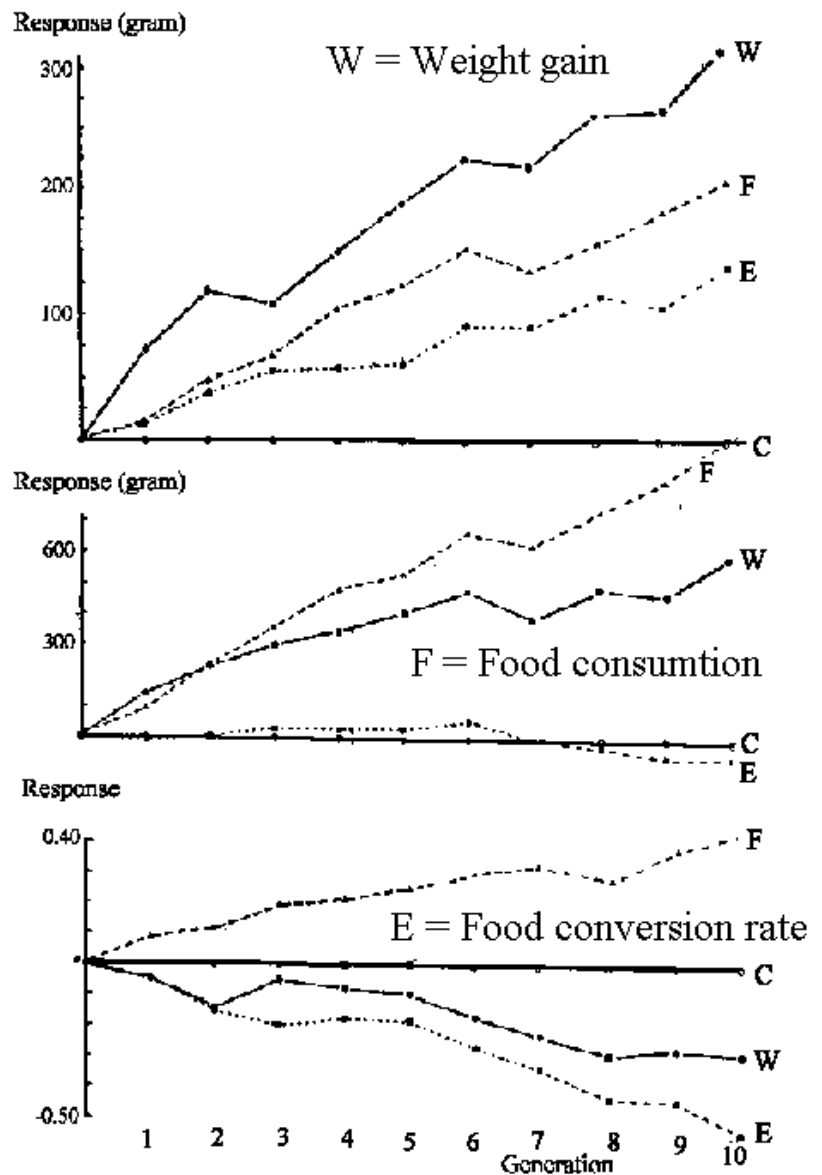 Response (gram)
W = Weight gain
300
W
200
F
E
100
C
Response (gram)
F
600
W
300
F = Food consumtion
C
E
Response
0.40
F
E = Food conversion rate
C
W
-0.50
E
1 2 3 4 5 6 7 8 9 10
Generation